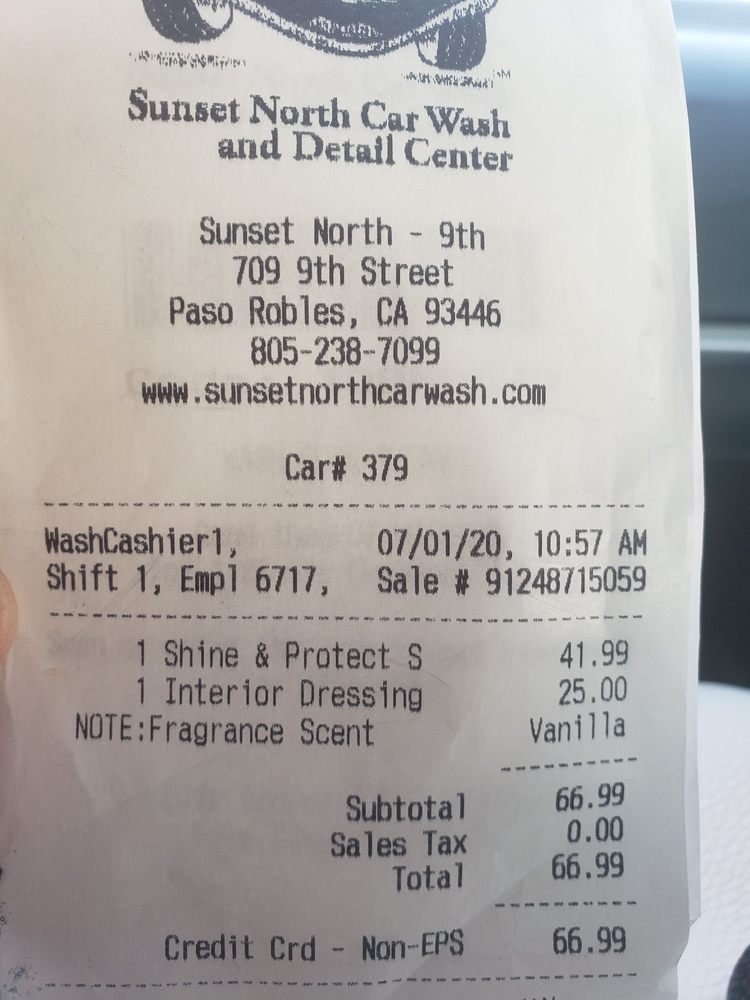 Sunset North Car Wash
and Detail Center
Sunset North - 9th
709 9th Street
Paso Robles, CA 93446
805-238-7099
www.sunsetnorthcarwash.com
Car# 379
WashCashier1, 07/01/20, 10:57 AM
Shift 1, Empl 6717, Sale # 91248715059
1 Shine & Protect S 41.99
1 Interior Dressing 25.00
NOTE:Fragrance Scent Vanilla
Subtotal 66.99
Sales Tax 0.00
Total 66.99
Credit Crd - Non-EPS 66.99